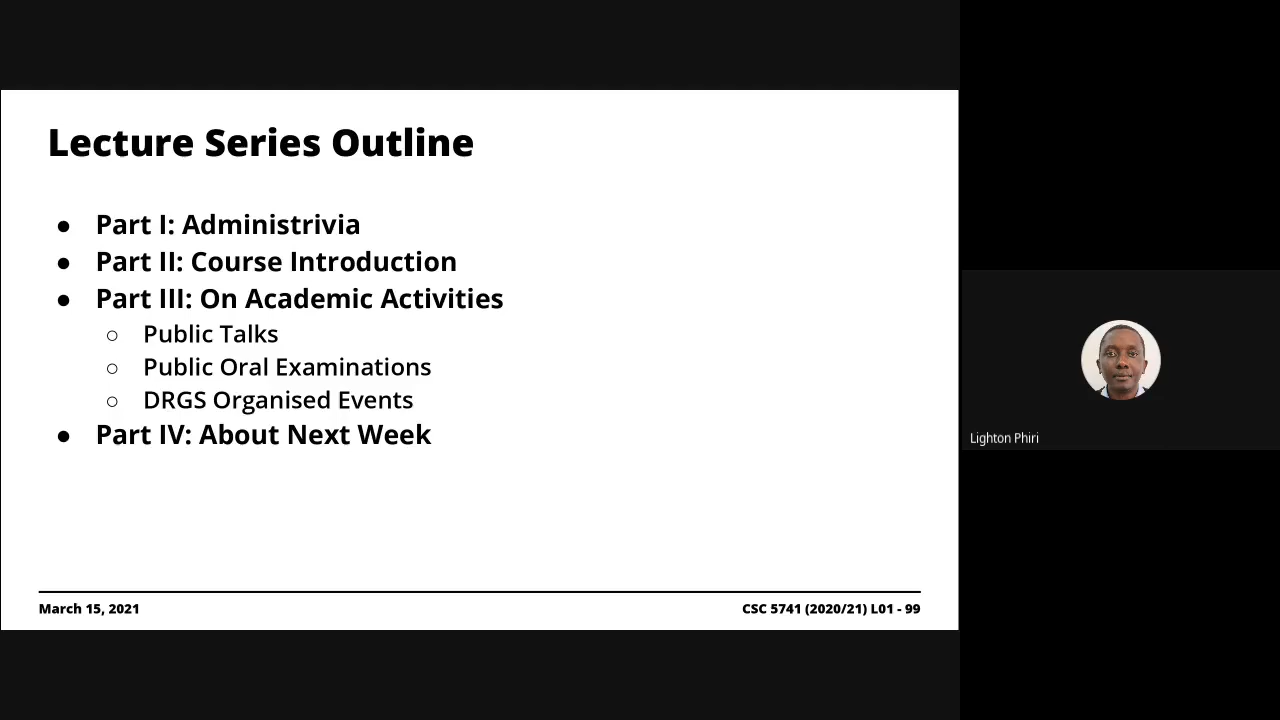 Lecture Series Outline
● Part I: Administrivia
● Part II: Course Introduction
● Part III: On Academic Activities
○ Public Talks
○ Public Oral Examinations
○ DRGS Organised Events
● Part IV: About Next Week
March 15, 2021
CSC 5741 (2020/21) L01 - 99
Lighton Phiri